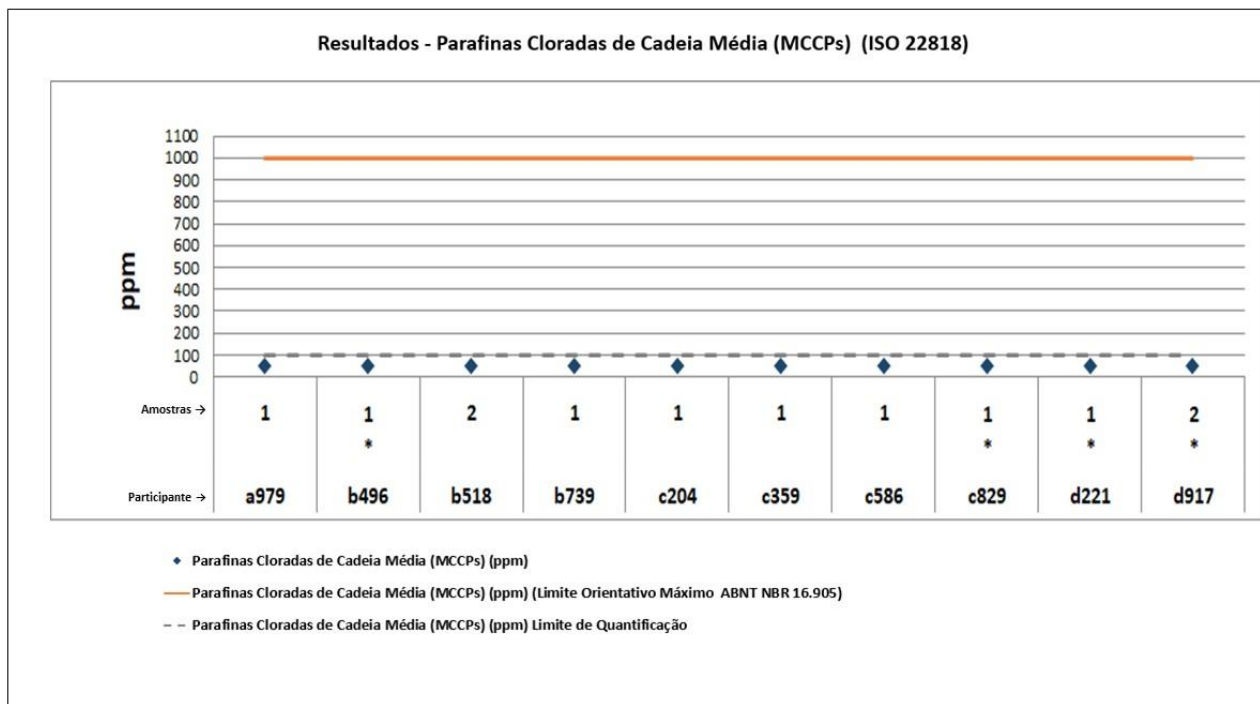 Resultados - Parafinas Cloradas de Cadeia Média (MCCPs) (ISO 22818)
1100
1000
900
800
700
600
500
400
300
200
100
0
ppm
Amostras → 1 1 2 1 1 1 1 1 1 2
* * * *
Participante → a979 b496 b518 b739 c204 c359 c586 c829 d221 d917
Parafinas Cloradas de Cadeia Média (MCCPs) (ppm)
Parafinas Cloradas de Cadeia Média (MCCPs) (ppm) (Limite Orientativo Máximo ABNT NBR 16.905)
Parafinas Cloradas de Cadeia Média (MCCPs) (ppm) Limite de Quantificação